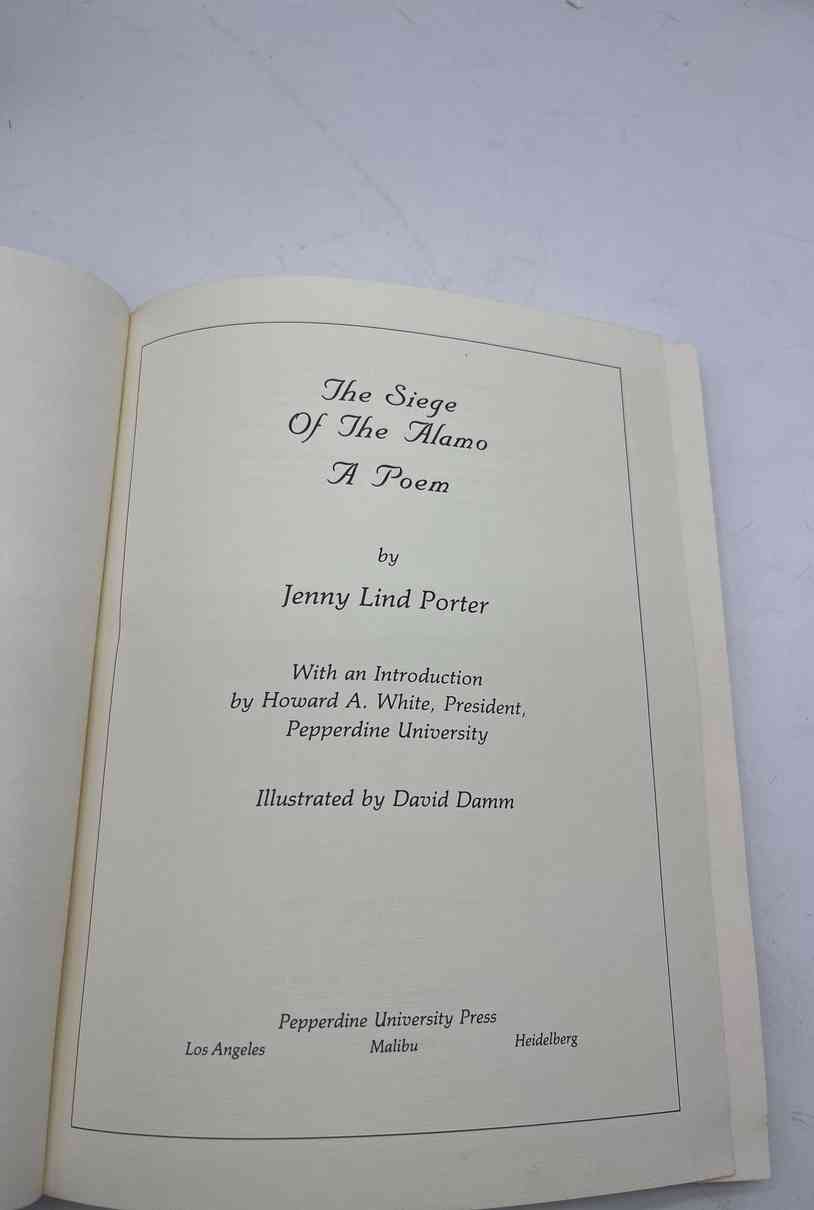 The Siege
Of The Alamo
A Poem
by
Jenny Lind Porter
With an Introduction
by Howard A. White, President,
Pepperdine University
Illustrated by David Damm
Pepperdine University Press
Los Angeles Malibu Heidelberg